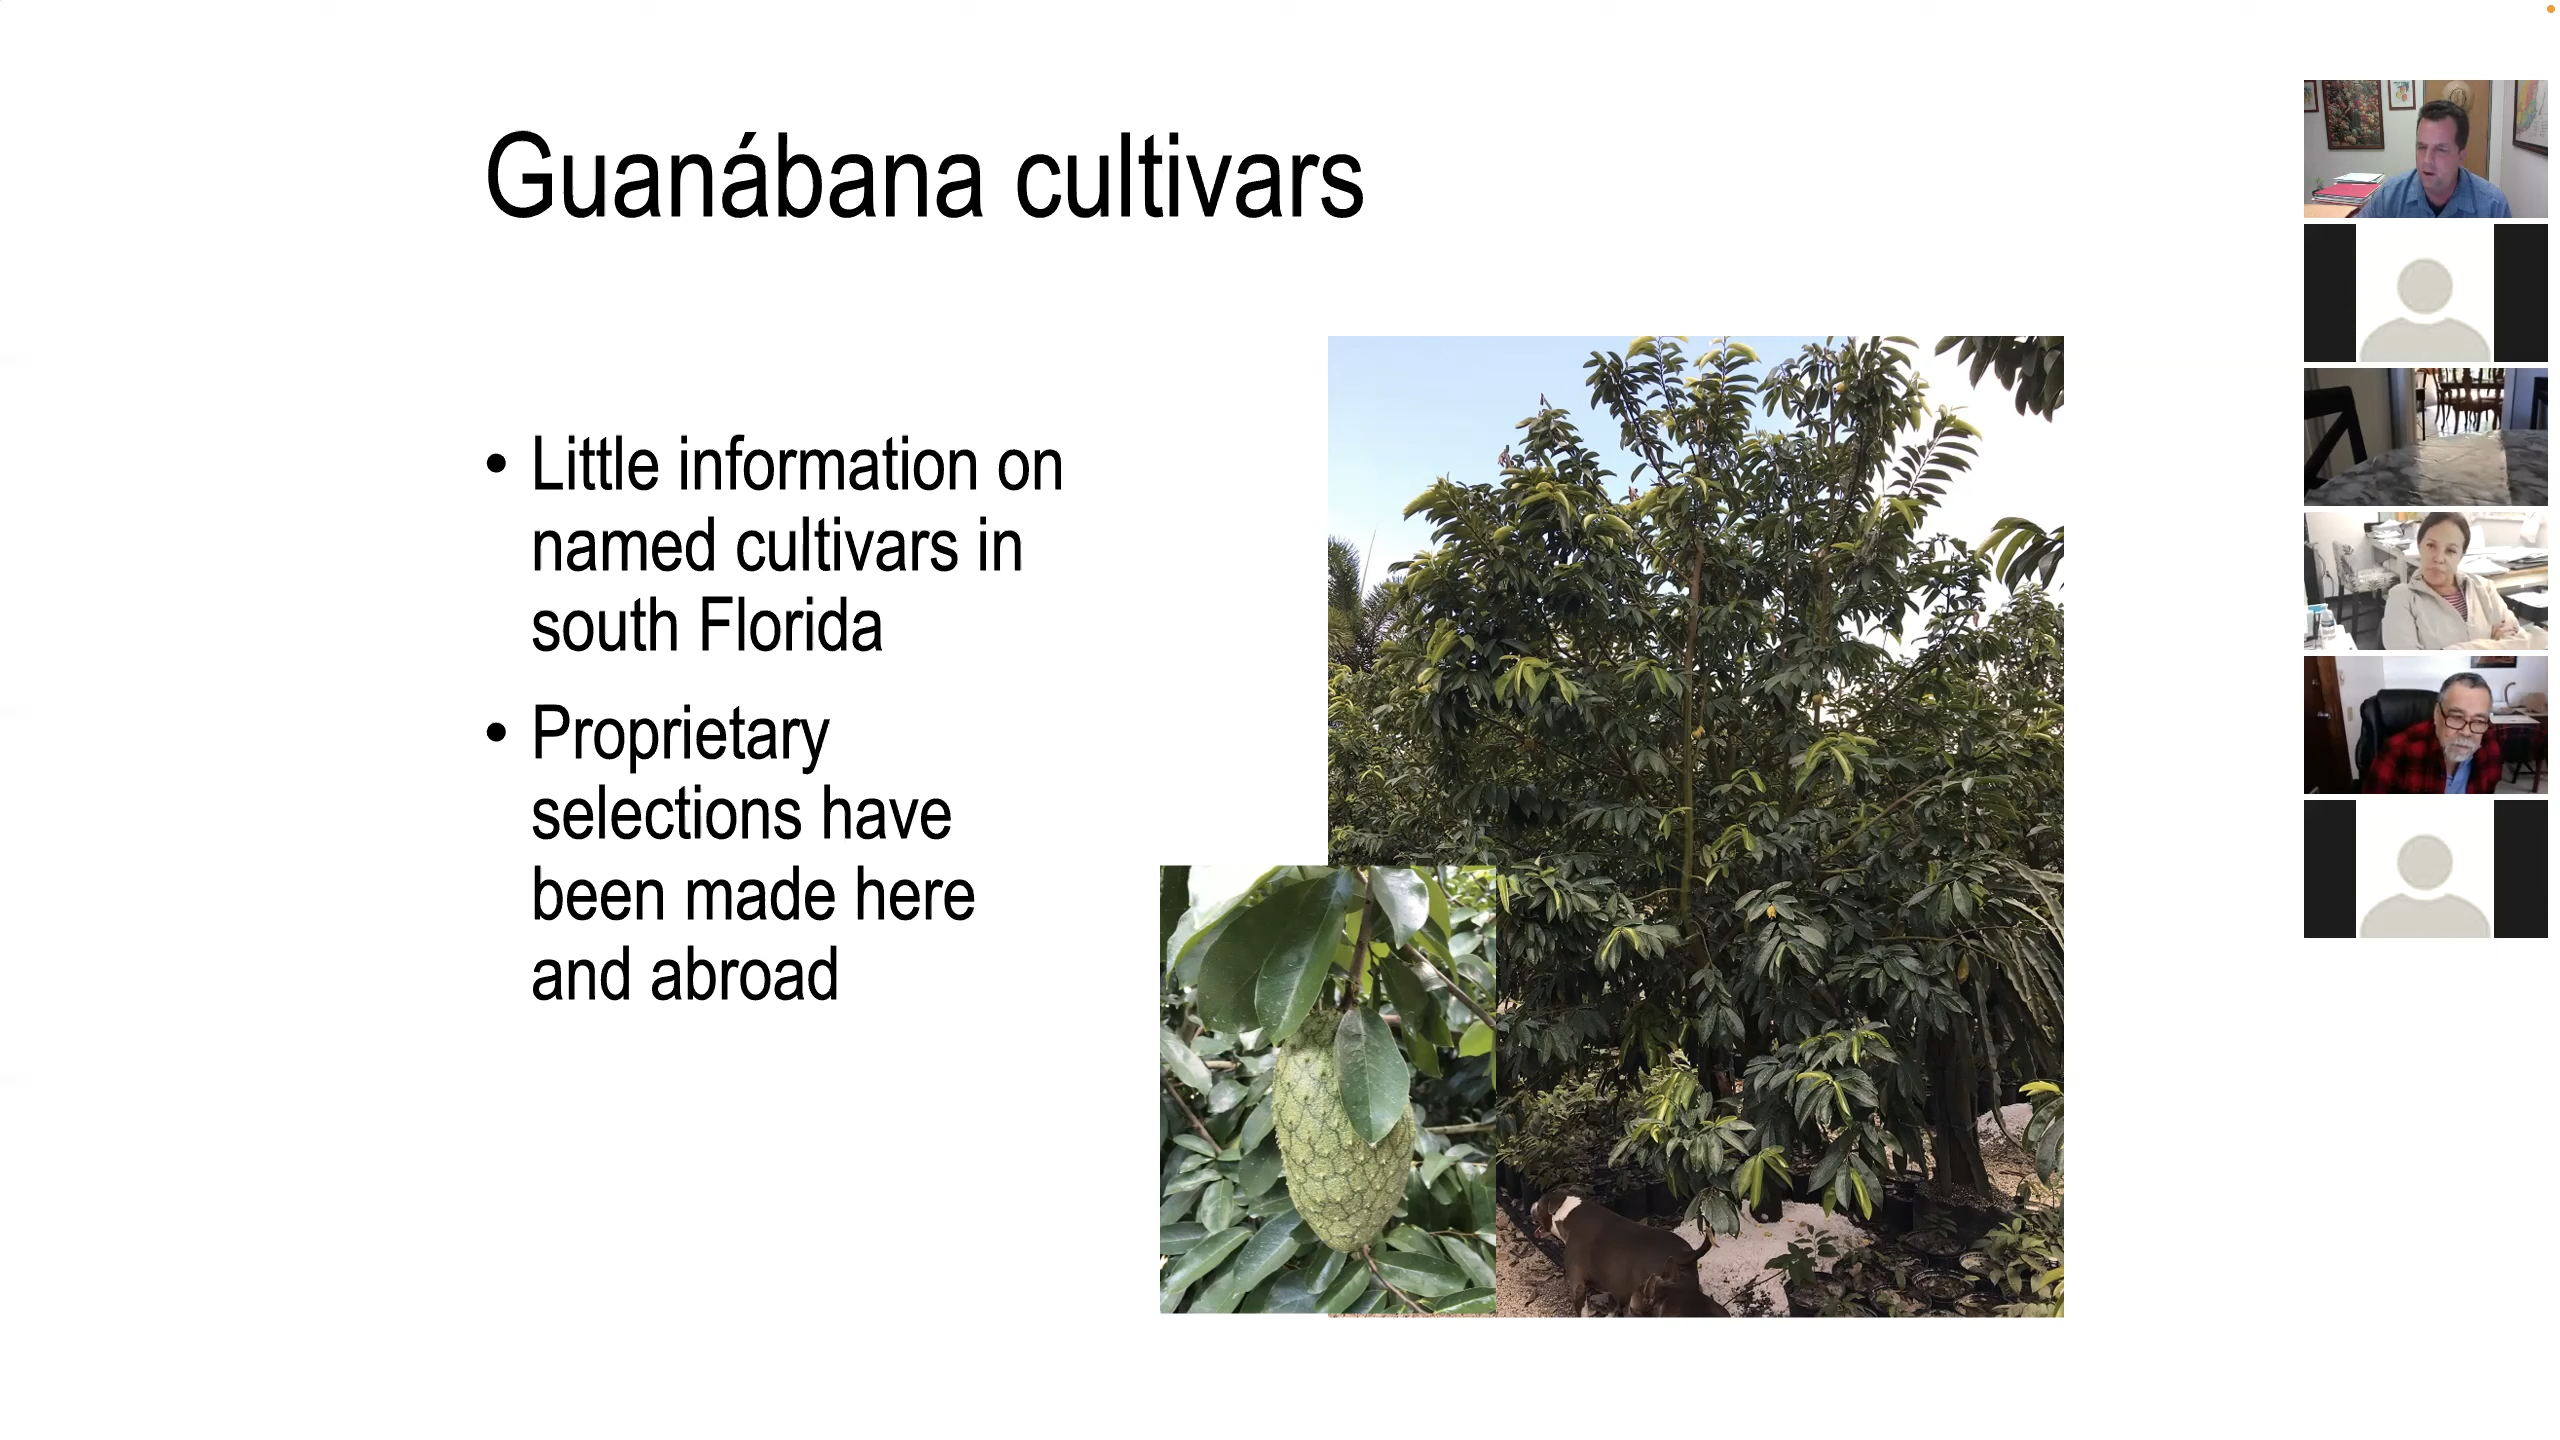 Guanábana cultivars
• Little information on
named cultivars in
south Florida
• Proprietary
selections have
been made here
and abroad